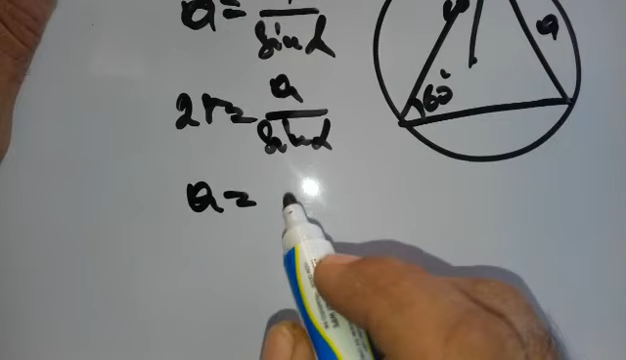 a =
sin α
2r = a
sin α
a =
a
60°